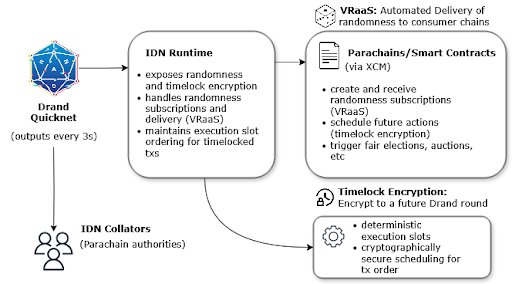 VRaaS: Automated Delivery of
randomness to consumer chains
Drand
Quicknet
(outputs every 3s)
IDN Runtime
• exposes randomness
and timelock encryption
• handles randomness
subscriptions and
delivery (VRaaS)
• maintains execution slot
ordering for timelocked
txs
Parachains/Smart Contracts
(via XCM)
• create and receive
randomness subscriptions
(VRaaS)
• schedule future actions
(timelock encryption)
• trigger fair elections, auctions,
etc
IDN Collators
(Parachain authorities)
Timelock Encryption:
Encrypt to a future Drand round
• deterministic
execution slots
• cryptographically
secure scheduling for
tx order